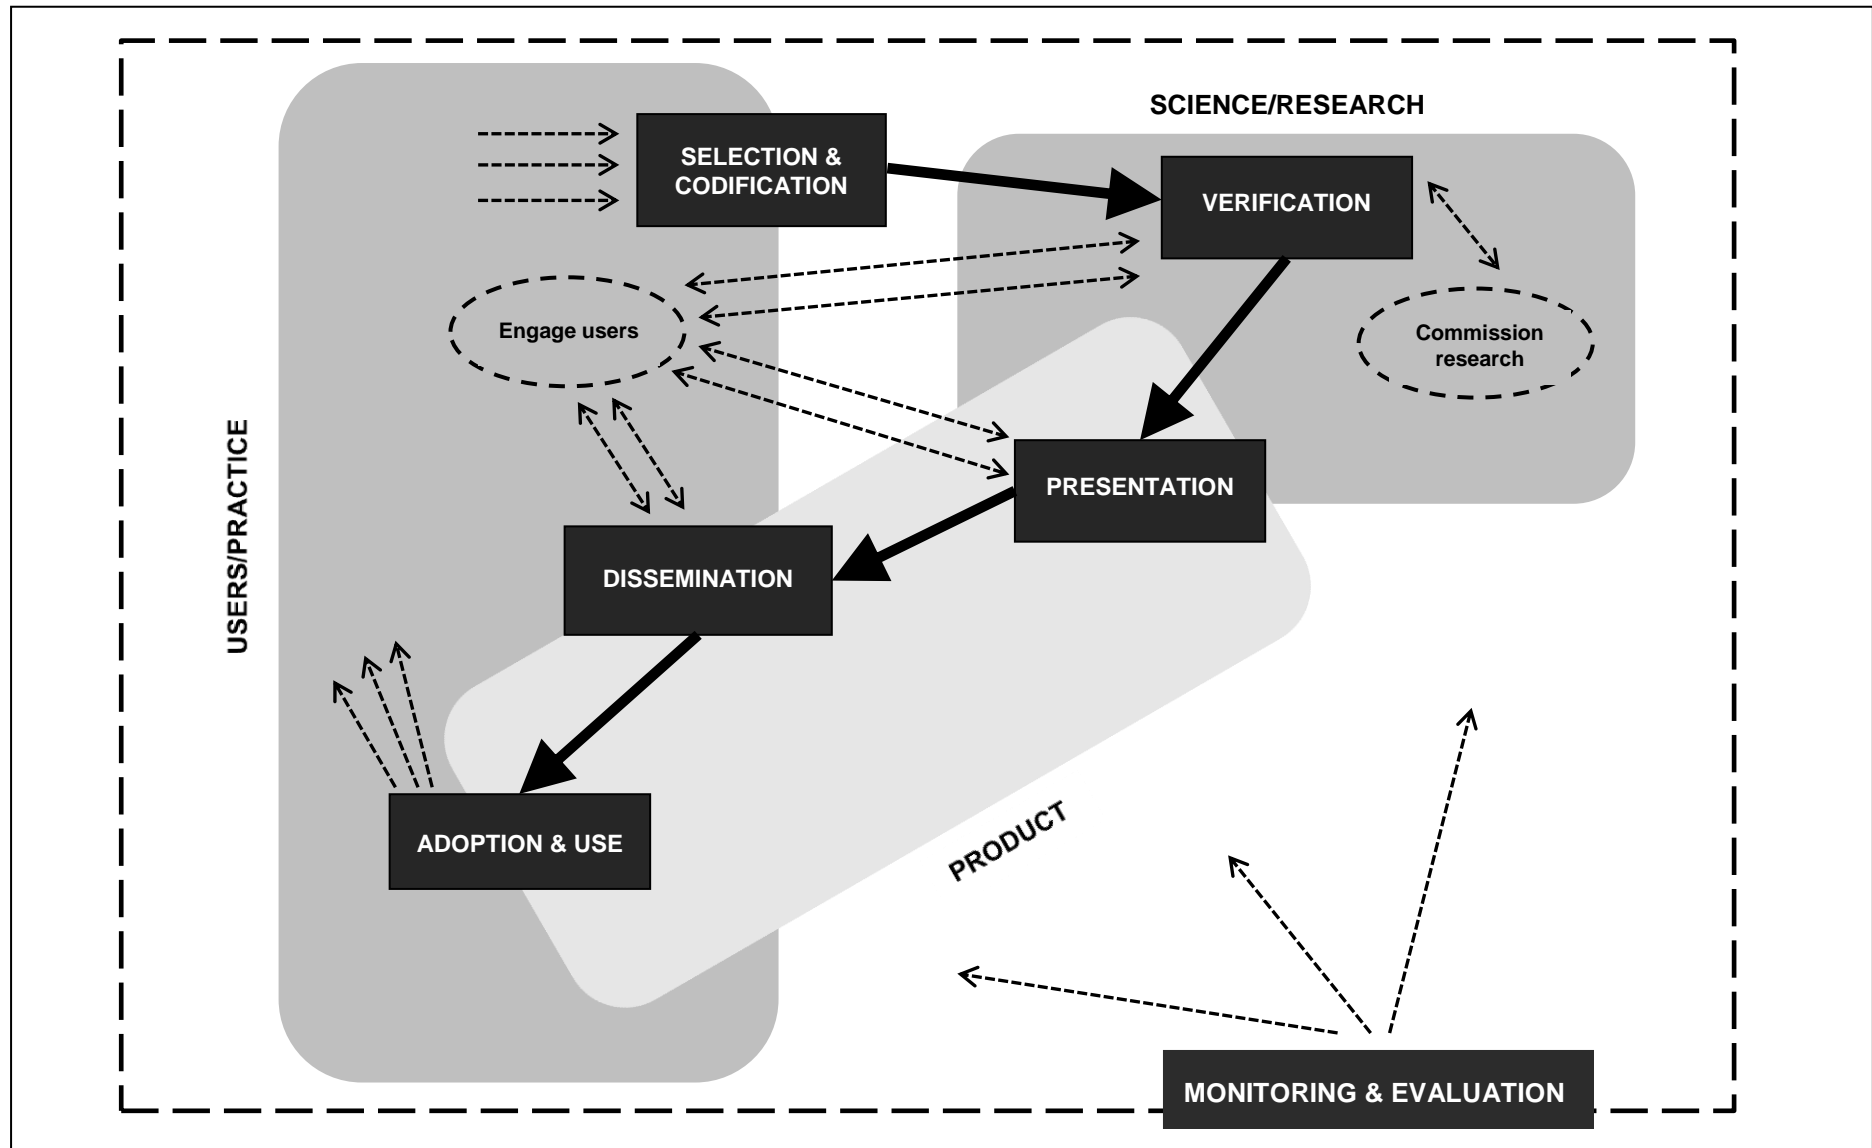 SCIENCE/RESEARCH
SELECTION &
CODIFICATION
VERIFICATION
Engage users
Commission
research
USERS/PRACTICE
PRESENTATION
DISSEMINATION
ADOPTION & USE
PRODUCT
MONITORING & EVALUATION